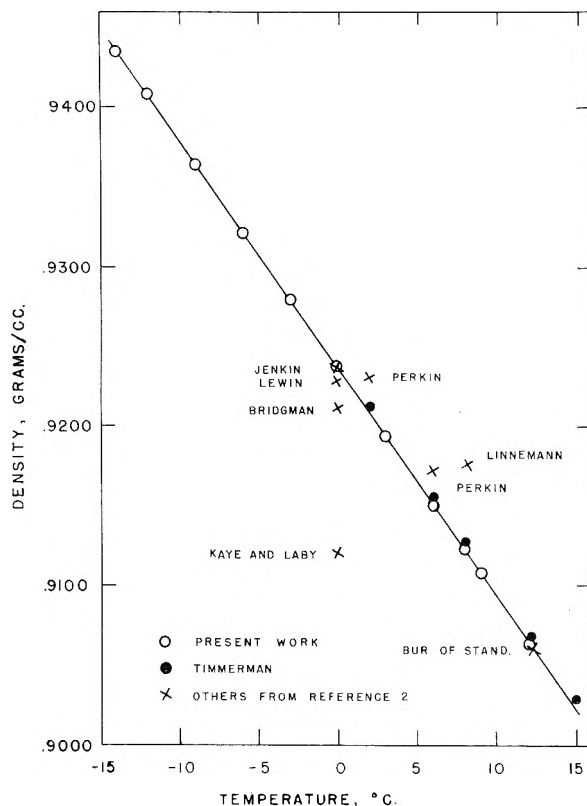 .9400
.9300
.9200
.9100
.9000
DENSITY, GRAMS/CC.
JENKIN
LEWIN
BRIDGMAN
PERKIN
LINNEMANN
PERKIN
KAYE AND LABY
BUR OF STAND.
PRESENT WORK
TIMMERMAN
OTHERS FROM REFERENCE 2
-15 -10 -5 0 5 10 15
TEMPERATURE, °C.